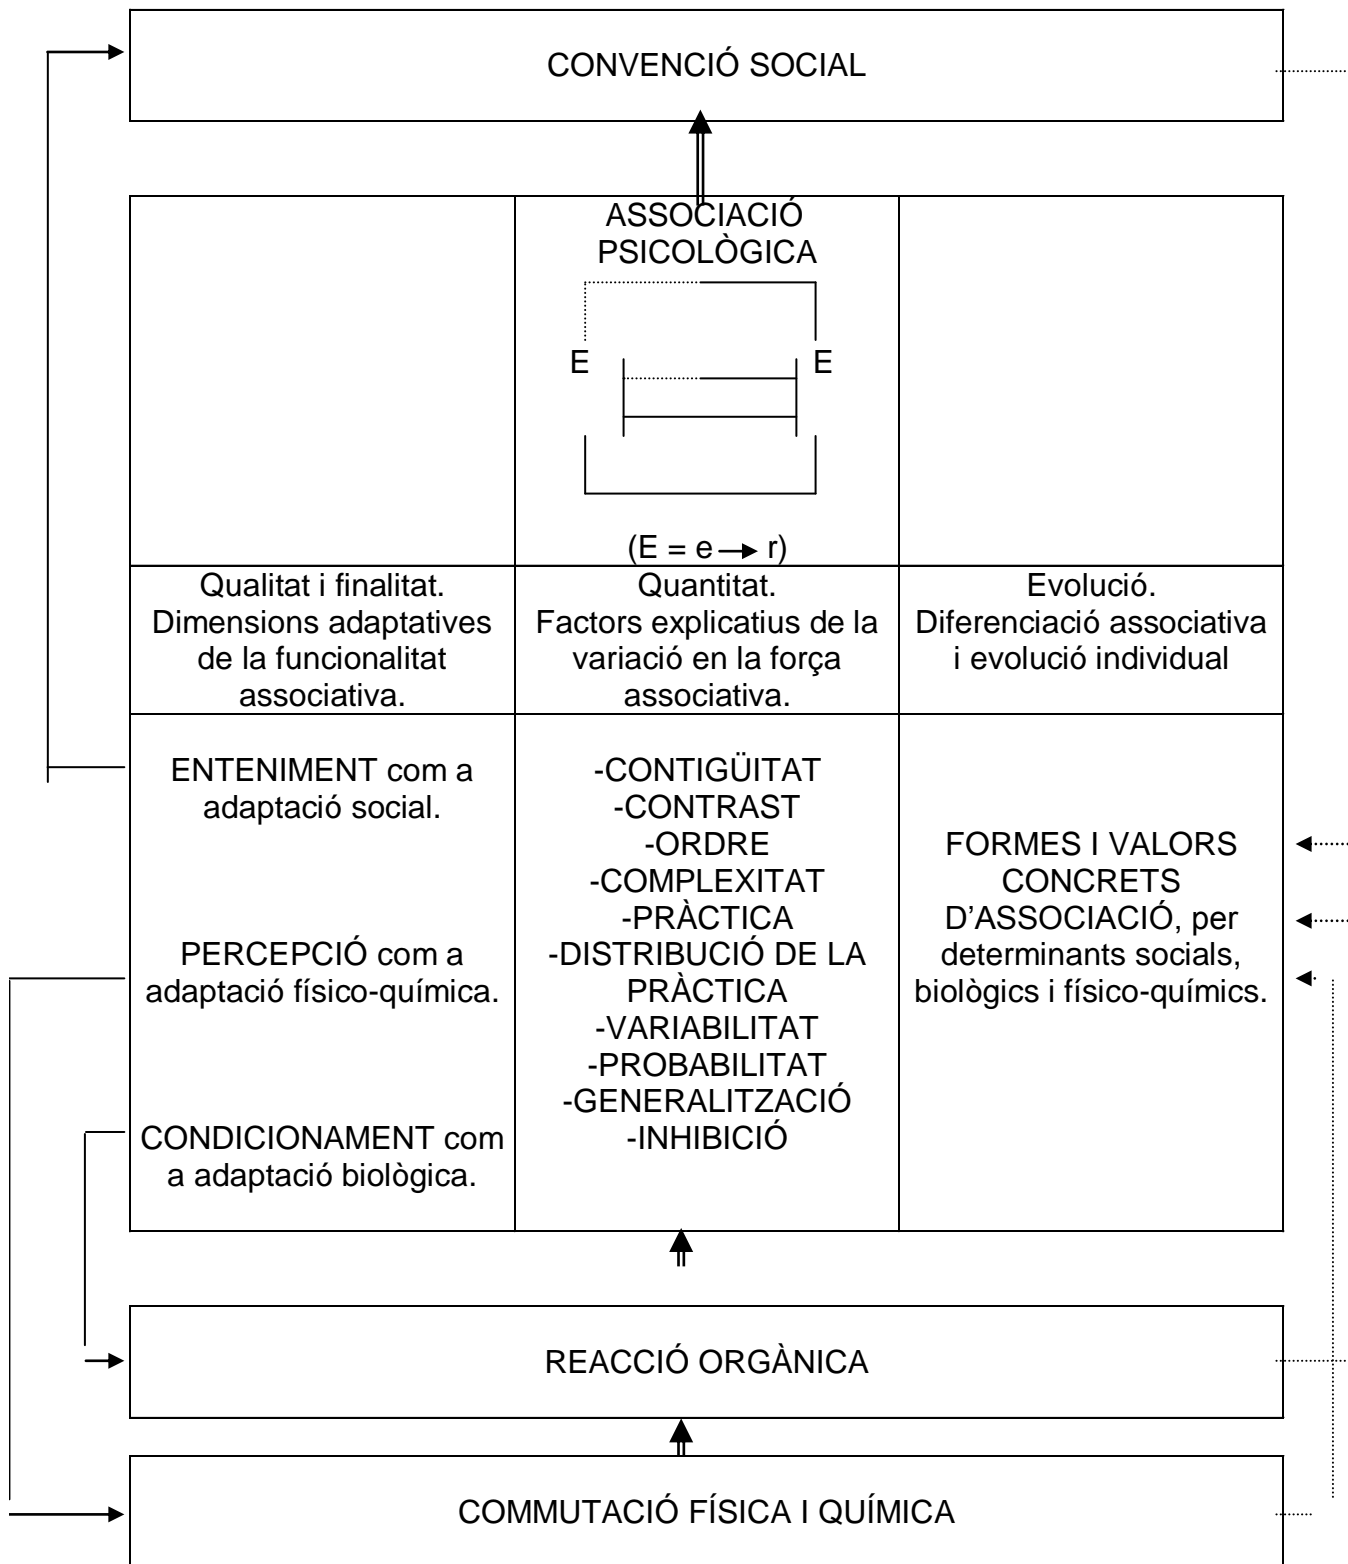 CONVENCIÓ SOCIAL
ASSOCIACIÓ
PSICOLÒGICA
E E
(E = e → r)
Qualitat i finalitat.
Dimensions adaptatives
de la funcionalitat
associativa.
Quantitat.
Factors explicatius de la
variació en la força
associativa.
Evolució.
Diferenciació associativa
i evolució individual
ENTENIMENT com a
adaptació social.
PERCEPCIÓ com a
adaptació físico-química.
CONDICIONAMENT com
a adaptació biològica.
-CONTIGÜITAT
-CONTRAST
-ORDRE
-COMPLEXITAT
-PRÀCTICA
-DISTRIBUCIÓ DE LA
PRÀCTICA
-VARIABILITAT
-PROBABILITAT
-GENERALITZACIÓ
-INHIBICIÓ
FORMES I VALORS
CONCRETS
D’ASSOCIACIÓ, per
determinants socials,
biològics i físico-químics.
REACCIÓ ORGÀNICA
COMMUTACIÓ FÍSICA I QUÍMICA